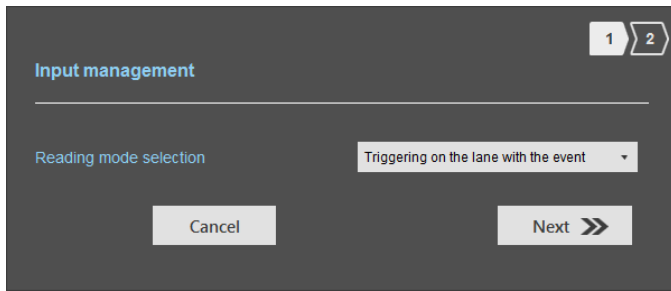 1 2
Input management
Reading mode selection Triggering on the lane with the event
Cancel Next